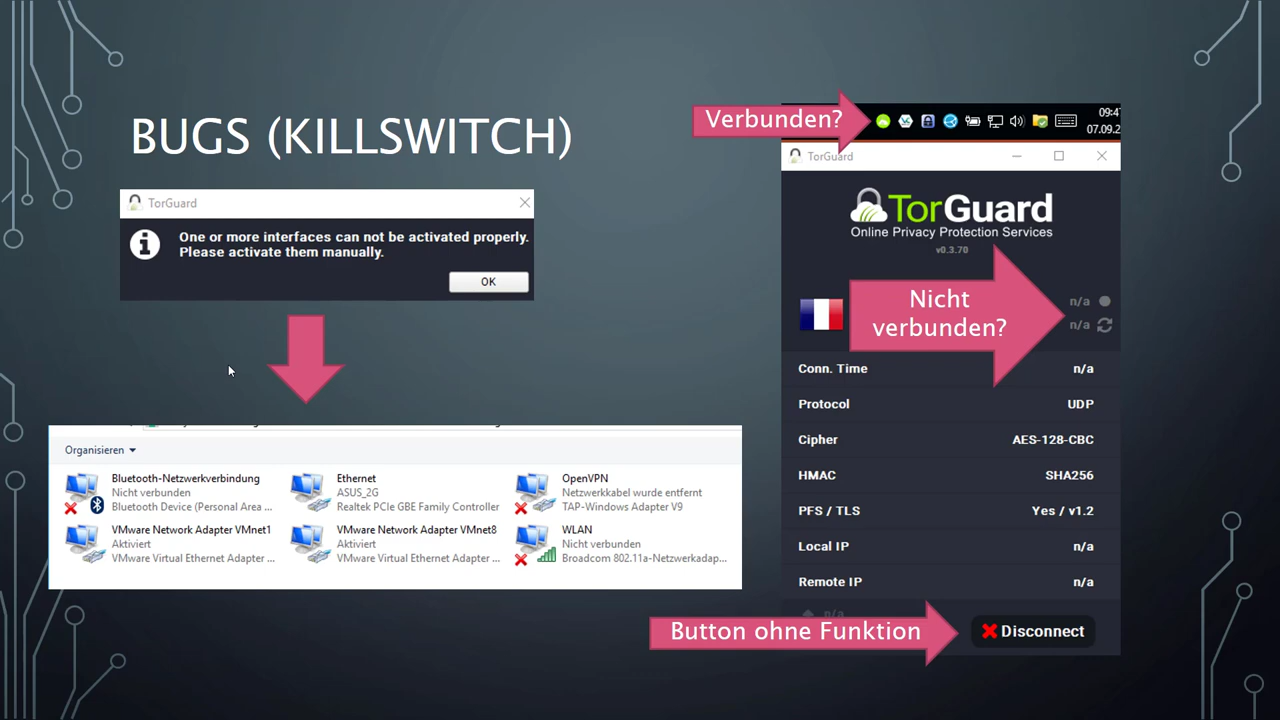 BUGS (KILLSWITCH)
TorGuard
One or more interfaces can not be activated properly.
Please activate them manually.
OK
Organisieren
Bluetooth-Netzwerkverbindung
Nicht verbunden
Bluetooth Device (Personal Area ...
Ethernet
ASUS_2G
Realtek PCIe GBE Family Controller
OpenVPN
Netzwerkkabel wurde entfernt
TAP-Windows Adapter V9
VMware Network Adapter VMnet1
Aktiviert
VMware Virtual Ethernet Adapter ...
VMware Network Adapter VMnet8
Aktiviert
VMware Virtual Ethernet Adapter ...
WLAN
Nicht verbunden
Broadcom 802.11a-Netzwerkadap...
Verbunden?
09:4
07.09.2
TorGuard
TorGuard
Online Privacy Protection Services
v0.3.70
Nicht
verbunden?
n/a
n/a
Conn. Time n/a
Protocol UDP
Cipher AES-128-CBC
HMAC SHA256
PFS / TLS Yes / v1.2
Local IP n/a
Remote IP n/a
n/a
Button ohne Funktion
Disconnect